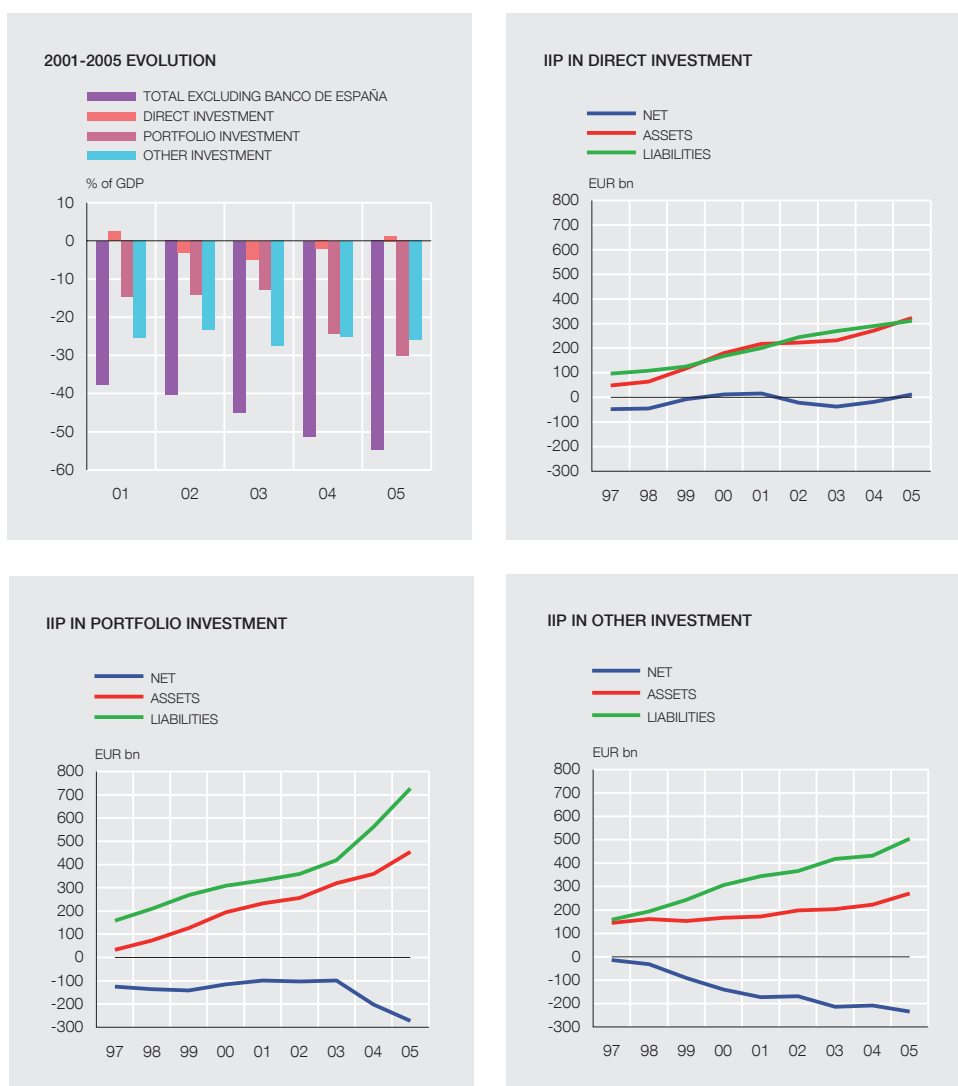 2001-2005 EVOLUTION
TOTAL EXCLUDING BANCO DE ESPAÑA
DIRECT INVESTMENT
PORTFOLIO INVESTMENT
OTHER INVESTMENT
% of GDP
10
0
-10
-20
-30
-40
-50
-60
01 02 03 04 05
IIP IN DIRECT INVESTMENT
NET
ASSETS
LIABILITIES
EUR bn
800
700
600
500
400
300
200
100
0
-100
-200
-300
97 98 99 00 01 02 03 04 05
IIP IN PORTFOLIO INVESTMENT
NET
ASSETS
LIABILITIES
EUR bn
800
700
600
500
400
300
200
100
0
-100
-200
-300
97 98 99 00 01 02 03 04 05
IIP IN OTHER INVESTMENT
NET
ASSETS
LIABILITIES
EUR bn
800
700
600
500
400
300
200
100
0
-100
-200
-300
97 98 99 00 01 02 03 04 05